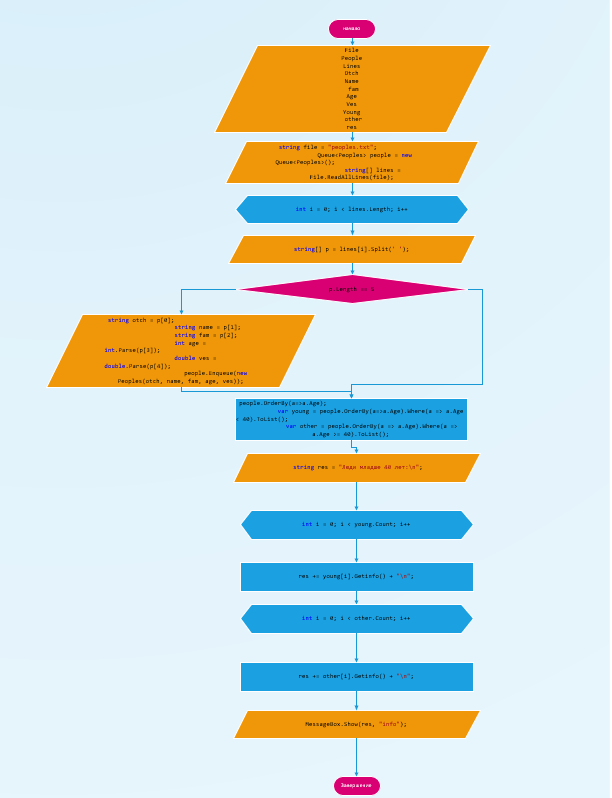 Начало
File
People
Lines
Otch
Name
fam
Age
Ves
Young
other
res
string file = "peoples.txt";
Queue<Peoples> people = new
Queue<Peoples>();
string[] lines =
File.ReadAllLines(file);
int i = 0; i < lines.Length; i++
string[] p = lines[i].Split(' ');
p.Length == 5
string otch = p[0];
string name = p[1];
string fam = p[2];
int age =
int.Parse(p[3]);
double ves =
double.Parse(p[4]);
people.Enqueue(new
Peoples(otch, name, fam, age, ves));
people.OrderBy(a=>a.Age);
var young = people.OrderBy(a=>a.Age).Where(a => a.Age
< 40).ToList();
var other = people.OrderBy(a => a.Age).Where(a =>
a.Age >= 40).ToList();
string res = "Люди младше 40 лет:\n";
int i = 0; i < young.Count; i++
res += young[i].Getinfo() + "\n";
int i = 0; i < other.Count; i++
res += other[i].Getinfo() + "\n";
MessageBox.Show(res, "info");
Завершение